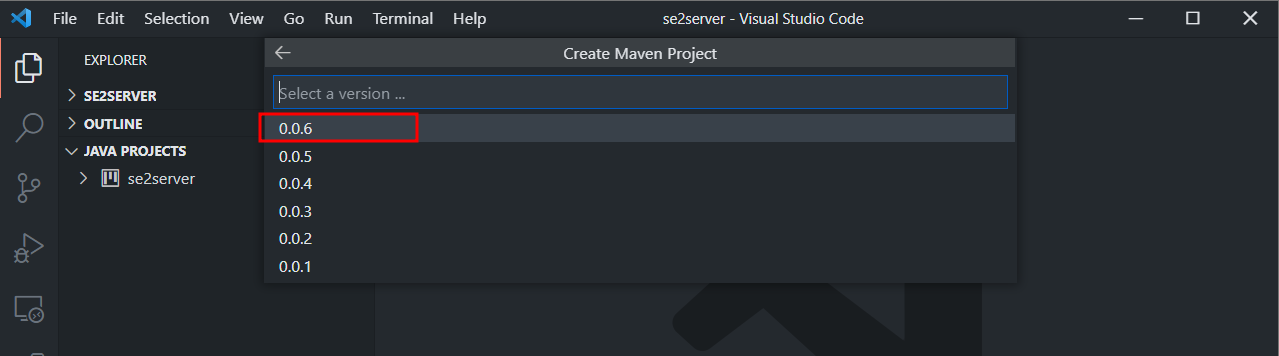 File Edit Selection View Go Run Terminal Help se2server - Visual Studio Code
EXPLORER
SE2SERVER
OUTLINE
JAVA PROJECTS
se2server
Create Maven Project
Select a version ...
0.0.6
0.0.5
0.0.4
0.0.3
0.0.2
0.0.1